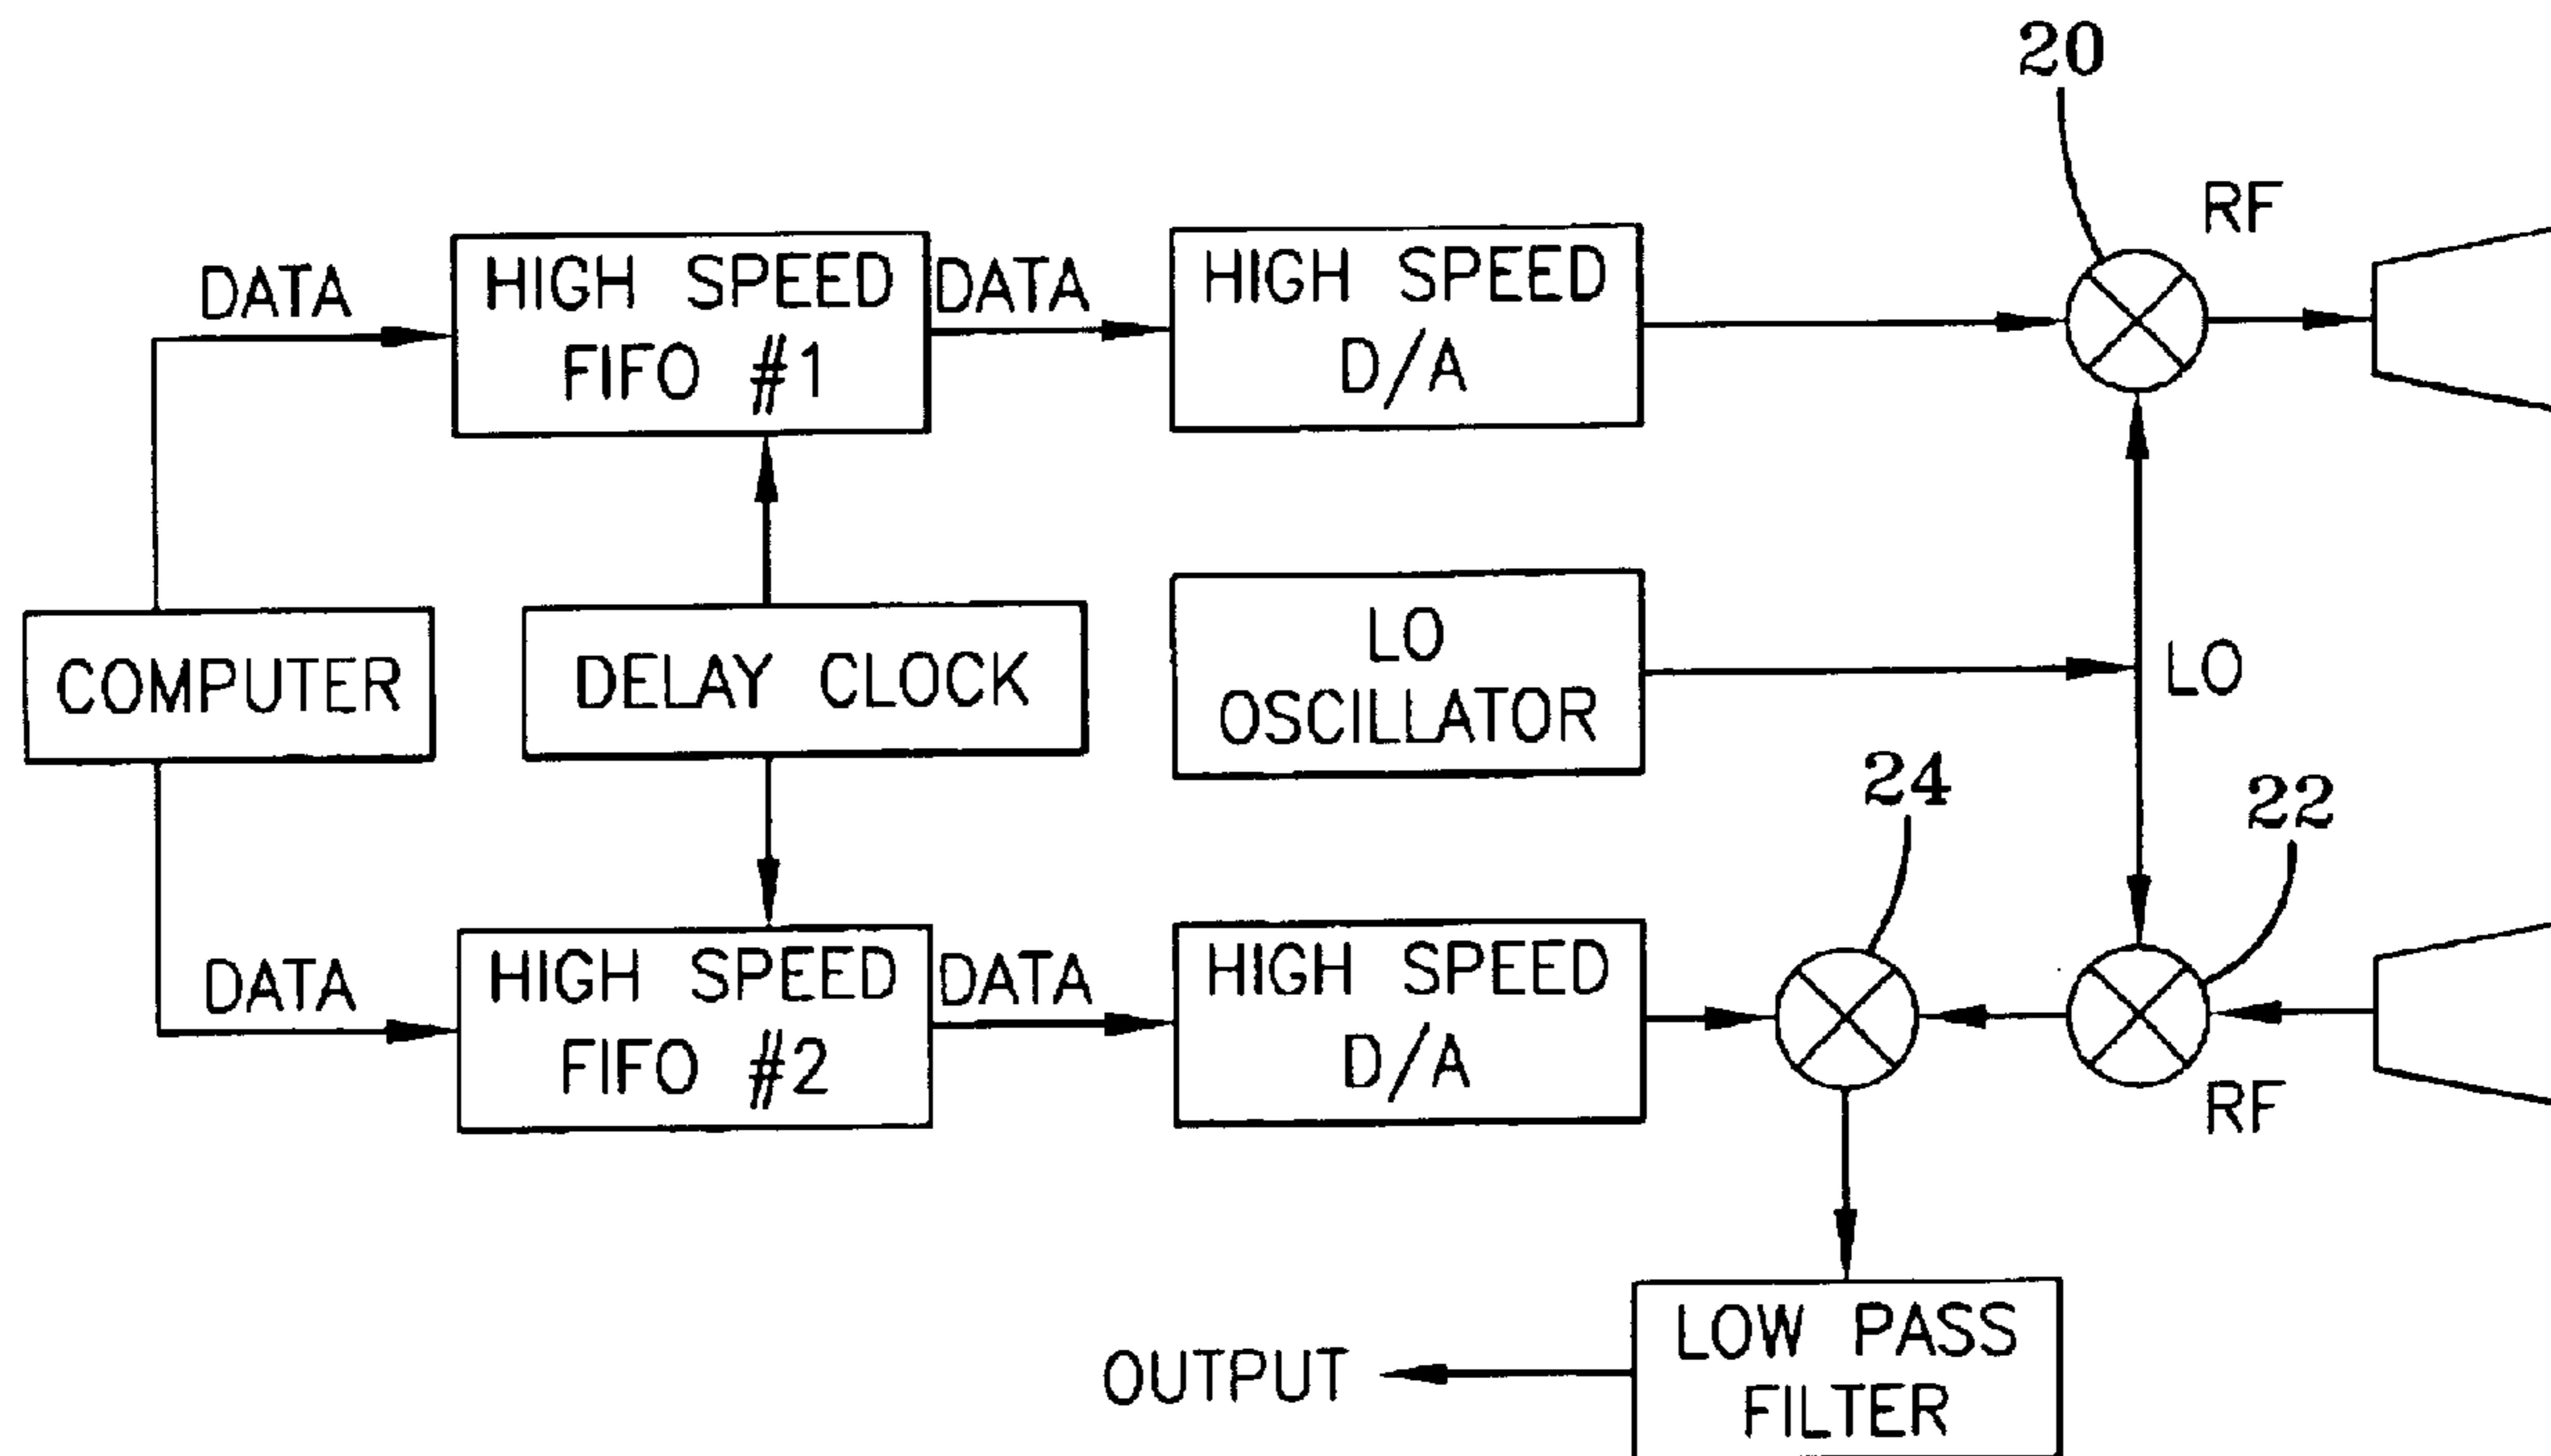 20
RF
DATA
HIGH SPEED
FIFO #1
DATA
HIGH SPEED
D/A
COMPUTER
DELAY CLOCK
LO
OSCILLATOR
LO
24
22
DATA
HIGH SPEED
FIFO #2
DATA
HIGH SPEED
D/A
RF
OUTPUT
LOW PASS
FILTER